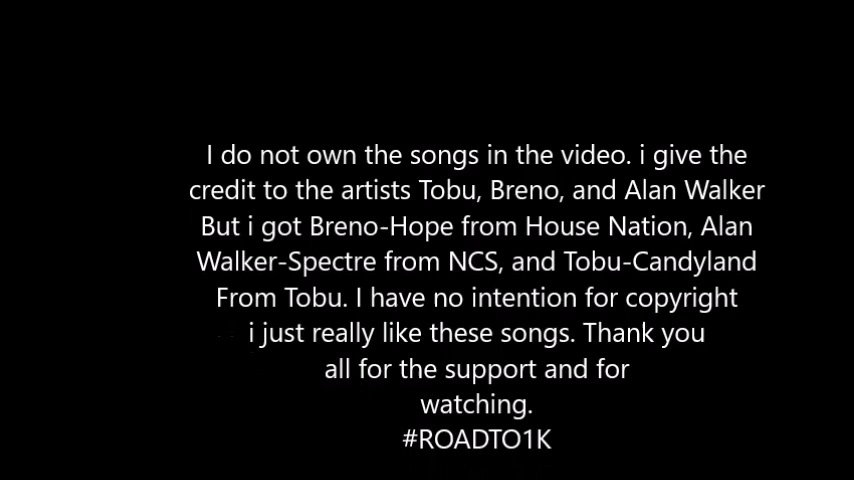 I do not own the songs in the video. i give the
credit to the artists Tobu, Breno, and Alan Walker
But i got Breno-Hope from House Nation, Alan
Walker-Spectre from NCS, and Tobu-Candyland
From Tobu. I have no intention for copyright
i just really like these songs. Thank you
all for the support and for
watching.
#ROADTO1K